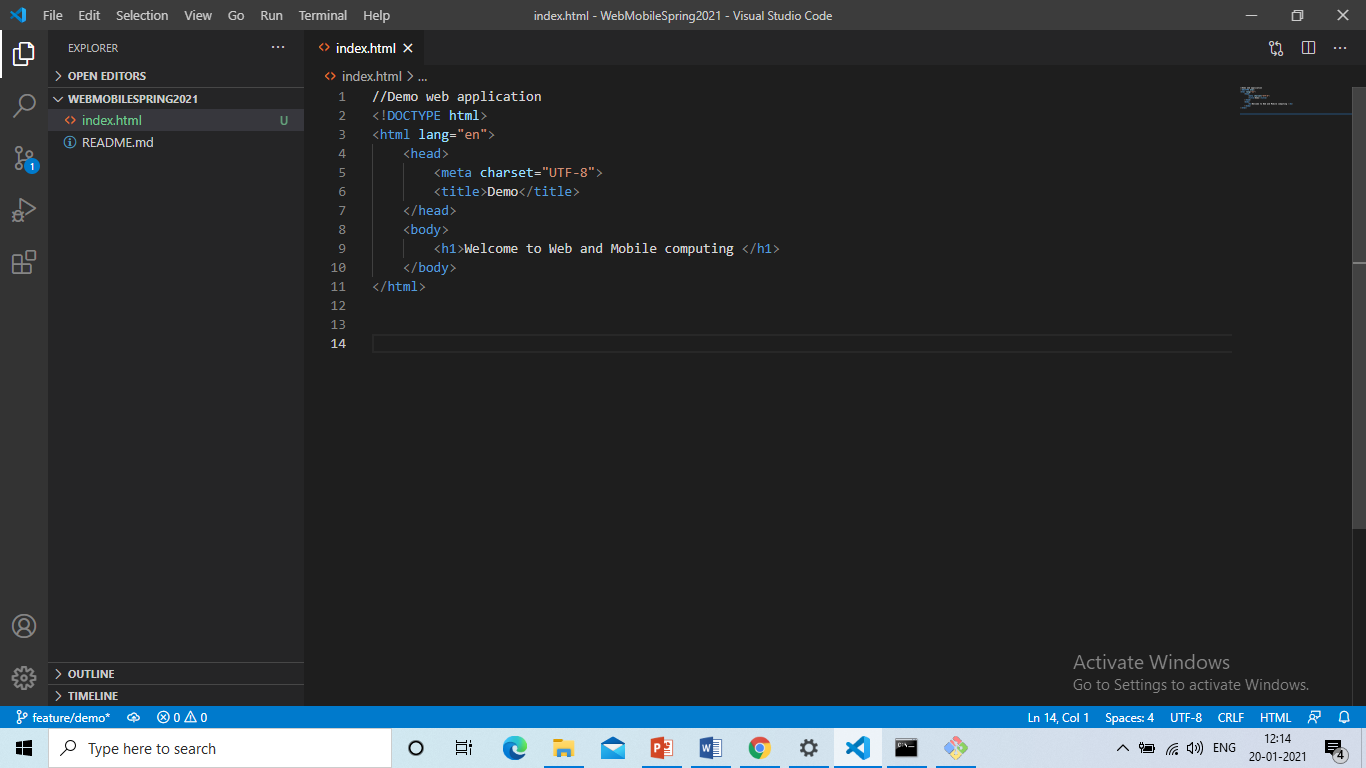 File Edit Selection View Go Run Terminal Help
index.html - WebMobileSpring2021 - Visual Studio Code
EXPLORER
OPEN EDITORS
WEBMOBILESPRING2021
index.html U
README.md
1
index.html
index.html > ...
1 //Demo web application
2 <!DOCTYPE html>
3 <html lang="en">
4 <head>
5 <meta charset="UTF-8">
6 <title>Demo</title>
7 </head>
8 <body>
9 <h1>Welcome to Web and Mobile computing </h1>
10 </body>
11 </html>
12
13
14
OUTLINE
TIMELINE
Activate Windows
Go to Settings to activate Windows.
feature/demo* 0 0
Ln 14, Col 1 Spaces: 4 UTF-8 CRLF HTML
Type here to search
ENG
12:14
20-01-2021
4